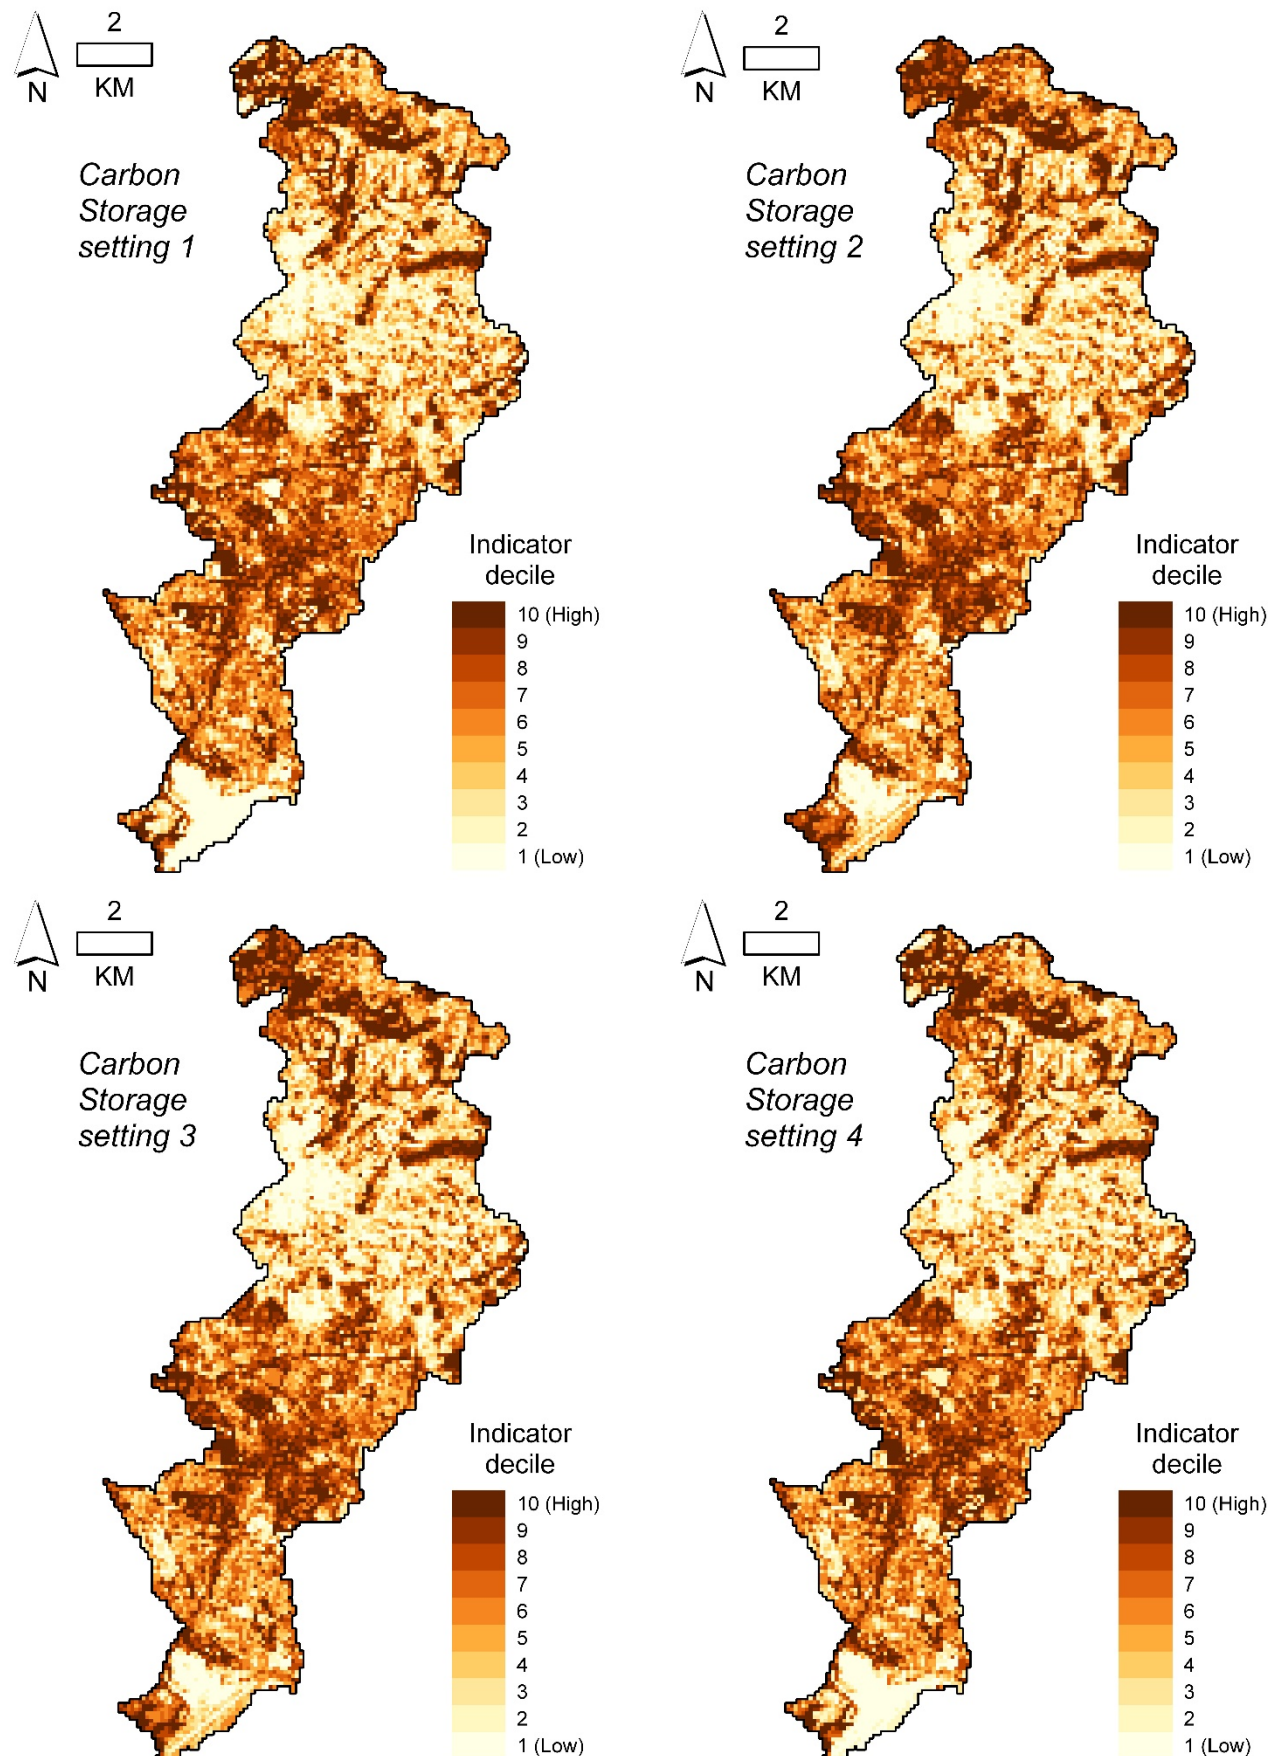 2
KM
N
Carbon
Storage
setting 1
Indicator
decile
10 (High)
9
8
7
6
5
4
3
2
1 (Low)
2
KM
N
Carbon
Storage
setting 2
Indicator
decile
10 (High)
9
8
7
6
5
4
3
2
1 (Low)
2
KM
N
Carbon
Storage
setting 3
Indicator
decile
10 (High)
9
8
7
6
5
4
3
2
1 (Low)
2
KM
N
Carbon
Storage
setting 4
Indicator
decile
10 (High)
9
8
7
6
5
4
3
2
1 (Low)